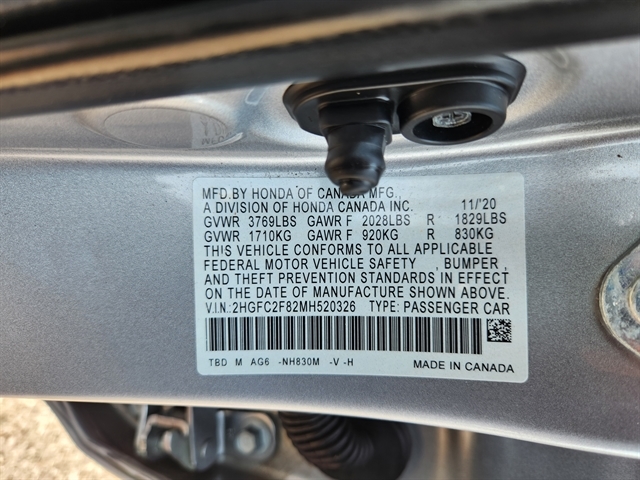 MFD.BY HONDA OF CANADA MFG.,
A DIVISION OF HONDA CANADA INC. 11/'20
GVWR 3769LBS GAWR F 2028LBS R 1829LBS
GVWR 1710KG GAWR F 920KG R 830KG
THIS VEHICLE CONFORMS TO ALL APPLICABLE
FEDERAL MOTOR VEHICLE SAFETY , BUMPER ,
AND THEFT PREVENTION STANDARDS IN EFFECT
ON THE DATE OF MANUFACTURE SHOWN ABOVE.
V.I.N:2HGFC2F82MH520326 TYPE: PASSENGER CAR
TBD M AG6 -NH830M -V -H MADE IN CANADA